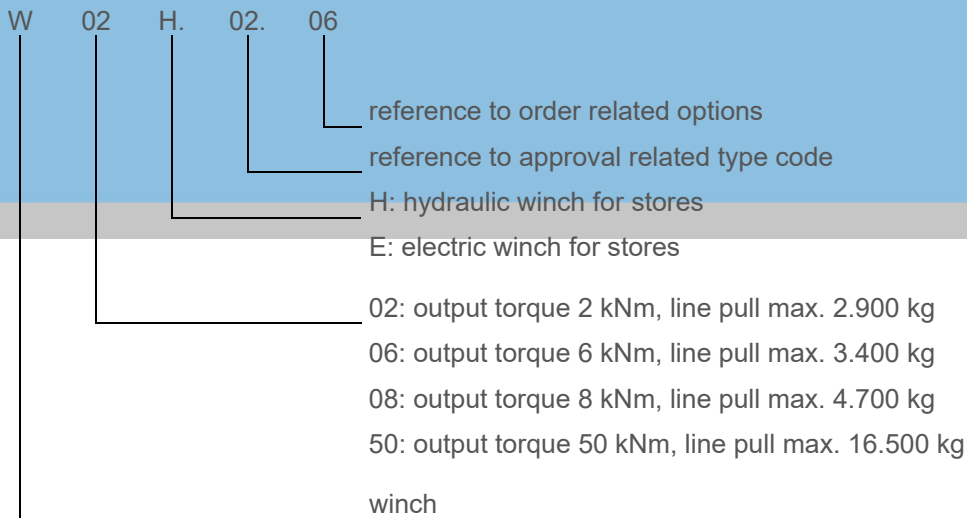 W 02 H. 02. 06
reference to order related options
reference to approval related type code
H: hydraulic winch for stores
E: electric winch for stores
02: output torque 2 kNm, line pull max. 2.900 kg
06: output torque 6 kNm, line pull max. 3.400 kg
08: output torque 8 kNm, line pull max. 4.700 kg
50: output torque 50 kNm, line pull max. 16.500 kg
winch